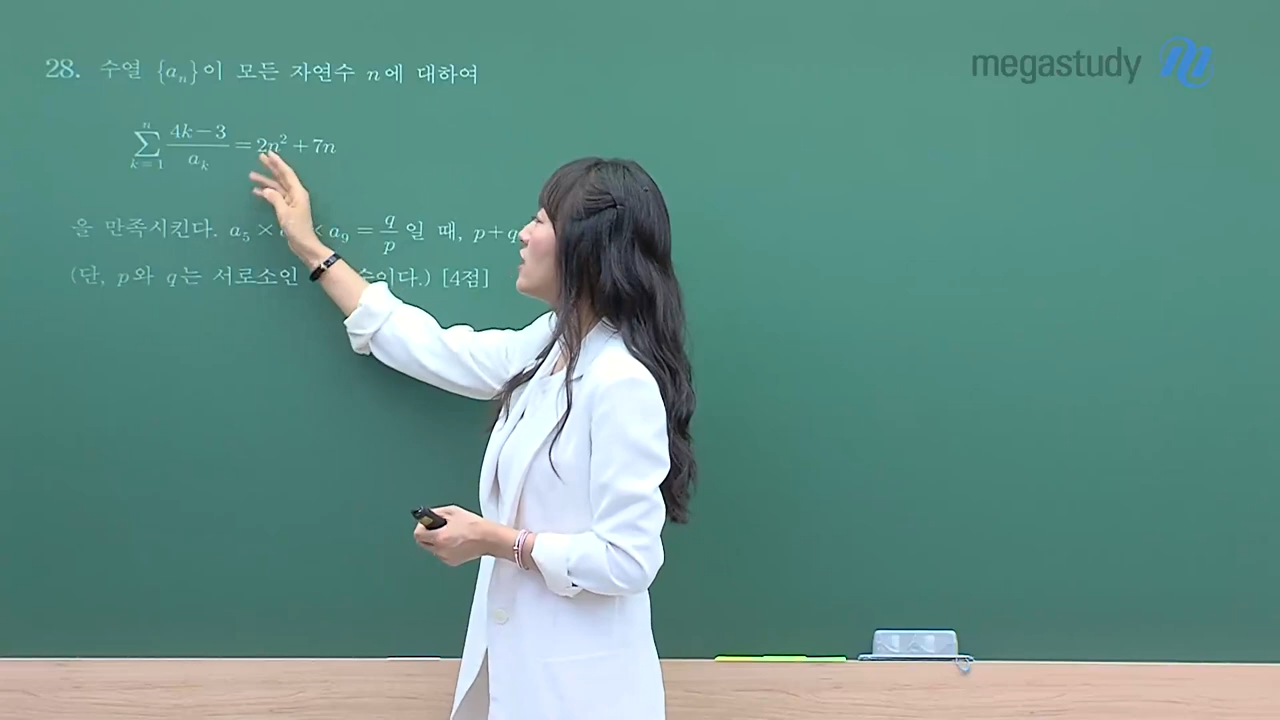 28. 수열 {aₙ}이 모든 자연수 n에 대하여
megastudy
∑ₖ₌₁ⁿ (4k−3)/aₖ = 2n² + 7n
을 만족시킨다. a₅ × × a₉ = q/p 일 때, p+q
(단, p와 q는 서로소인 이다.) [4점]